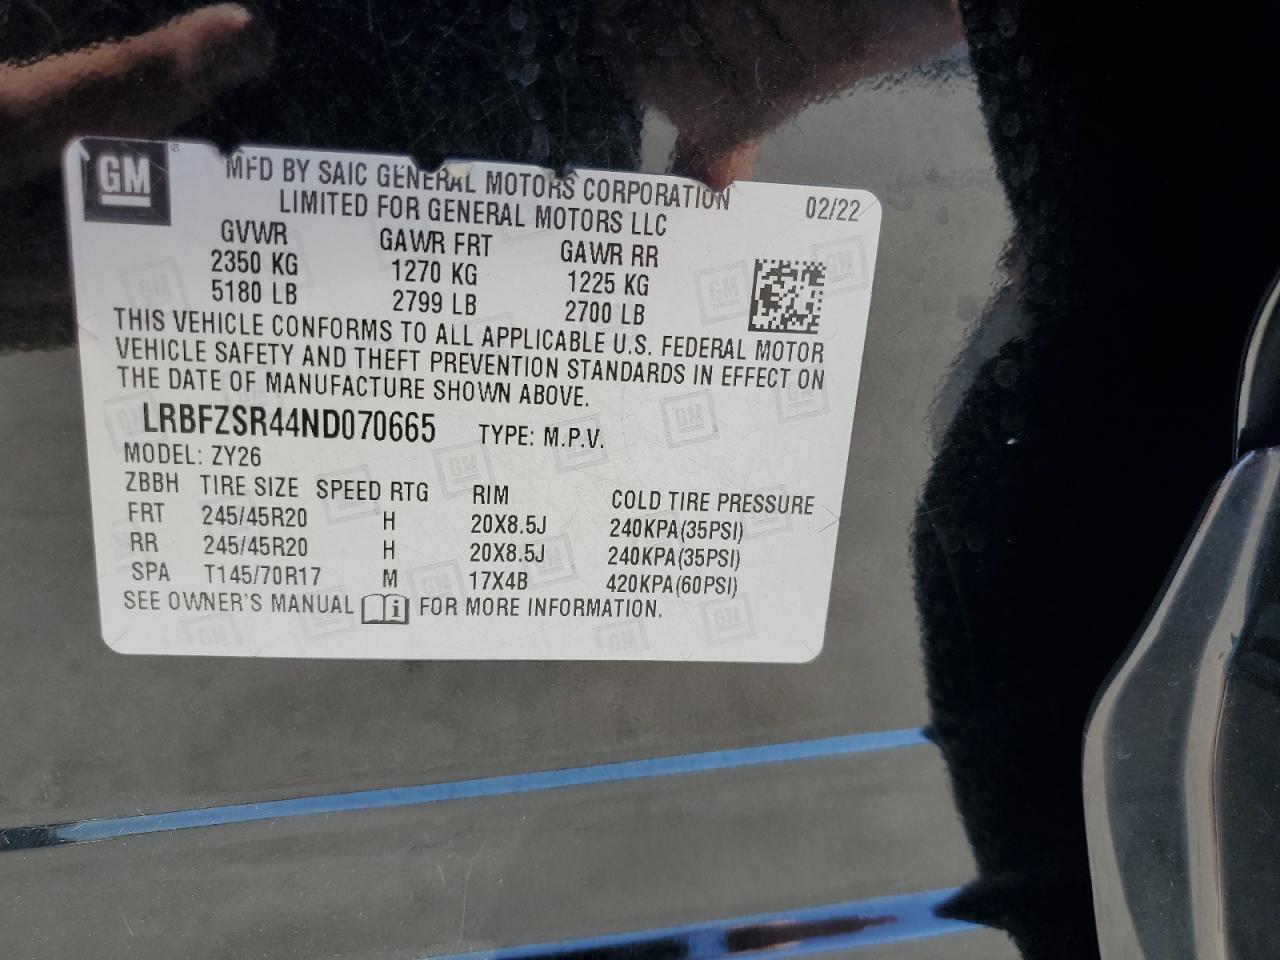 GM ® MFD BY SAIC GENERAL MOTORS CORPORATION 02/22
LIMITED FOR GENERAL MOTORS LLC
GVWR GAWR FRT GAWR RR
2350 KG 1270 KG 1225 KG
5180 LB 2799 LB 2700 LB
THIS VEHICLE CONFORMS TO ALL APPLICABLE U.S. FEDERAL MOTOR
VEHICLE SAFETY AND THEFT PREVENTION STANDARDS IN EFFECT ON
THE DATE OF MANUFACTURE SHOWN ABOVE.
LRBFZSR44ND070665 TYPE: M.P.V.
MODEL: ZY26
ZBBH TIRE SIZE SPEED RTG RIM COLD TIRE PRESSURE
FRT 245/45R20 H 20X8.5J 240KPA(35PSI)
RR 245/45R20 H 20X8.5J 240KPA(35PSI)
SPA T145/70R17 M 17X4B 420KPA(60PSI)
SEE OWNER'S MANUAL i FOR MORE INFORMATION.